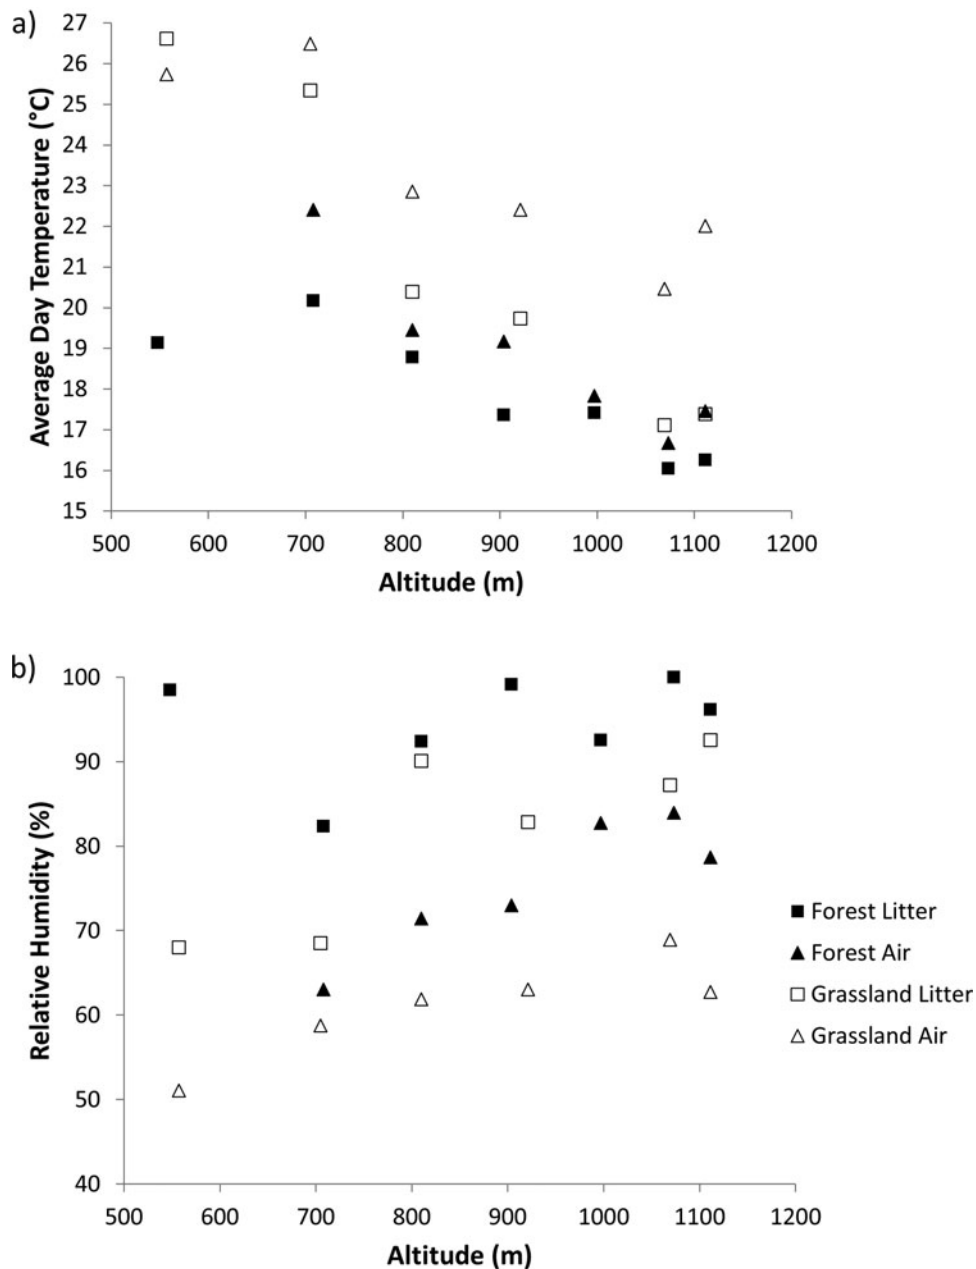 a)
Average Day Temperature (°C)
27
26
25
24
23
22
21
20
19
18
17
16
15
500 600 700 800 900 1000 1100 1200
Altitude (m)
b)
Relative Humidity (%)
100
90
80
70
60
50
40
500 600 700 800 900 1000 1100 1200
Altitude (m)
Forest Litter
Forest Air
Grassland Litter
Grassland Air